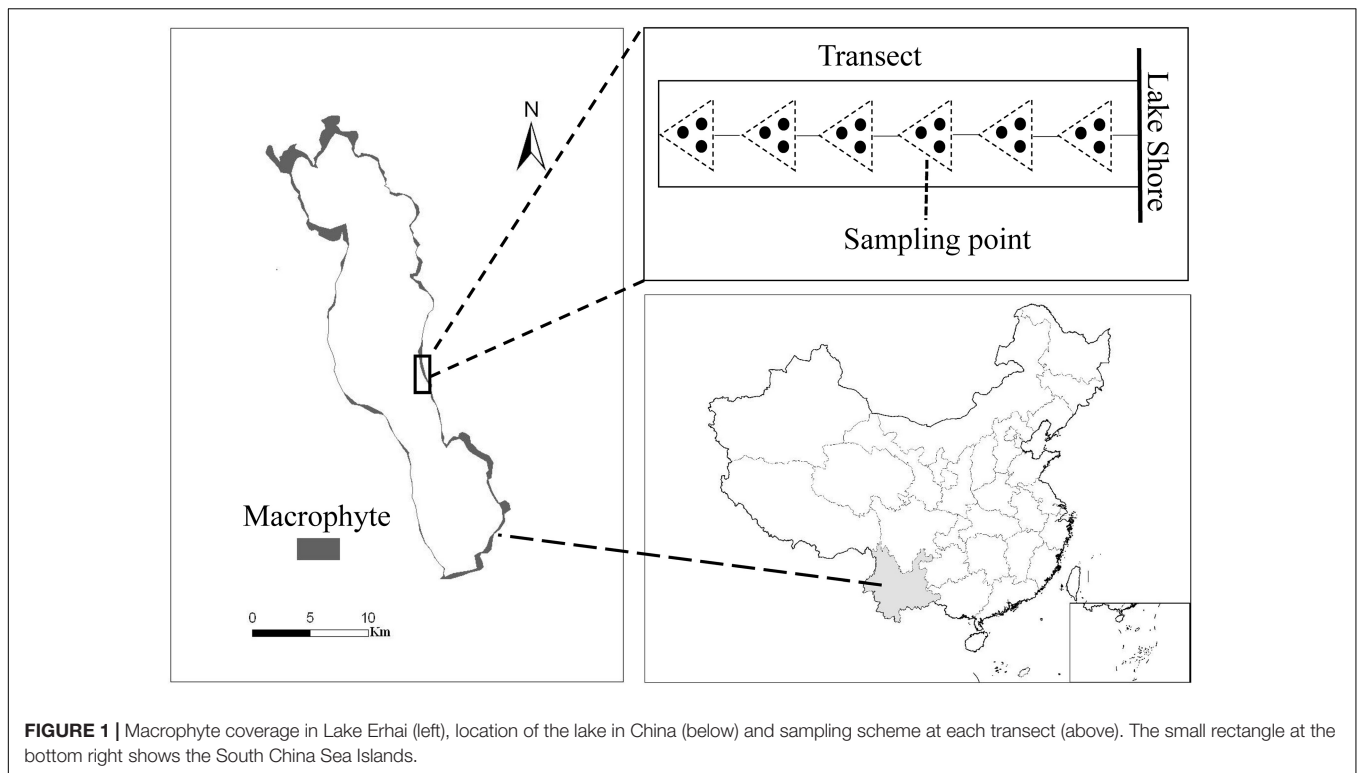 N
Transect
Lake Shore
Sampling point
Macrophyte
0 5 10
Km
FIGURE 1 | Macrophyte coverage in Lake Erhai (left), location of the lake in China (below) and sampling scheme at each transect (above). The small rectangle at the
bottom right shows the South China Sea Islands.